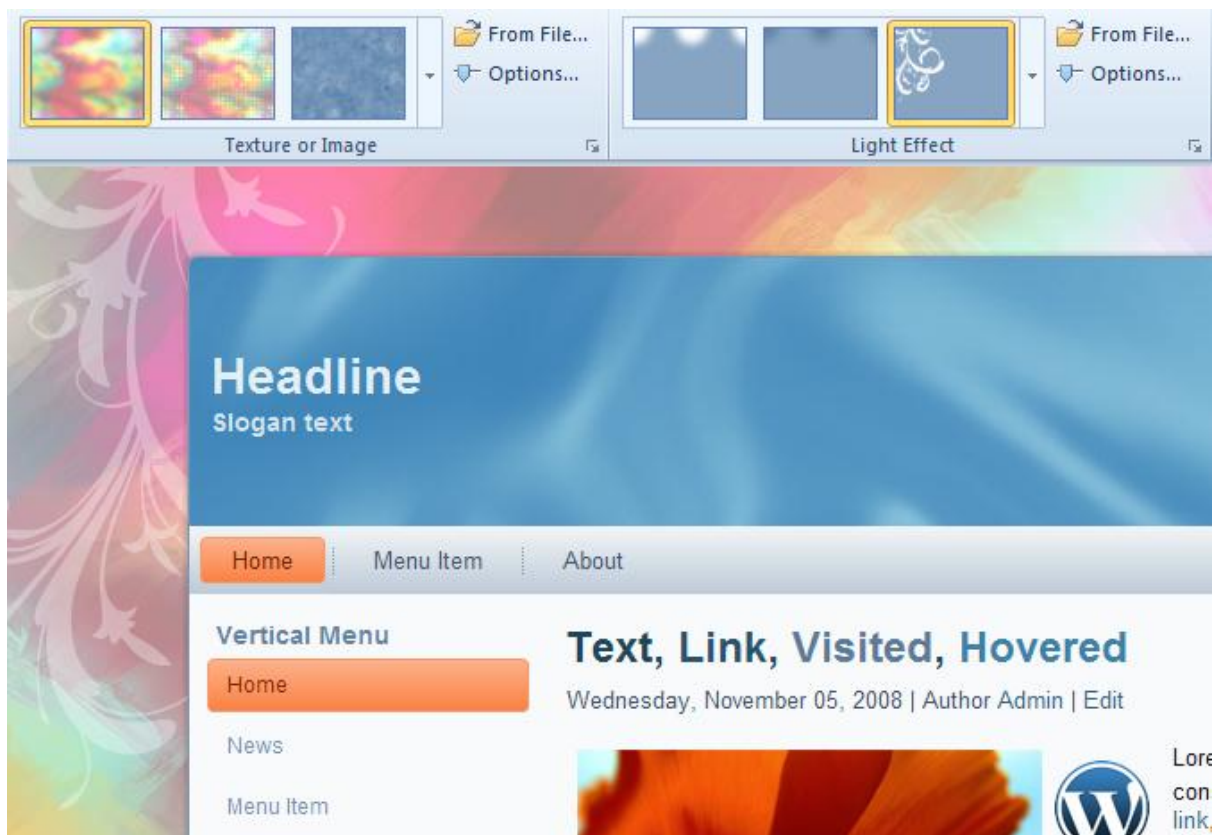 From File...
Options...
Texture or Image
From File...
Options...
Light Effect
Headline
Slogan text
Home Menu Item About
Vertical Menu
Home
News
Menu Item
Text, Link, Visited, Hovered
Wednesday, November 05, 2008 | Author Admin | Edit
W
link,